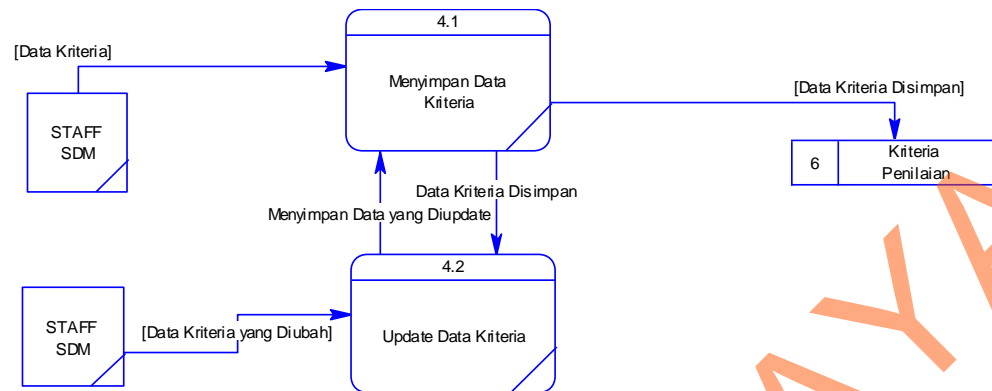 4.1
[Data Kriteria]
Menyimpan Data
Kriteria
[Data Kriteria Disimpan]
STAFF
SDM
6
Kriteria
Penilaian
Data Kriteria Disimpan
Menyimpan Data yang Diupdate
4.2
STAFF
SDM
[Data Kriteria yang Diubah]
Update Data Kriteria
AYA